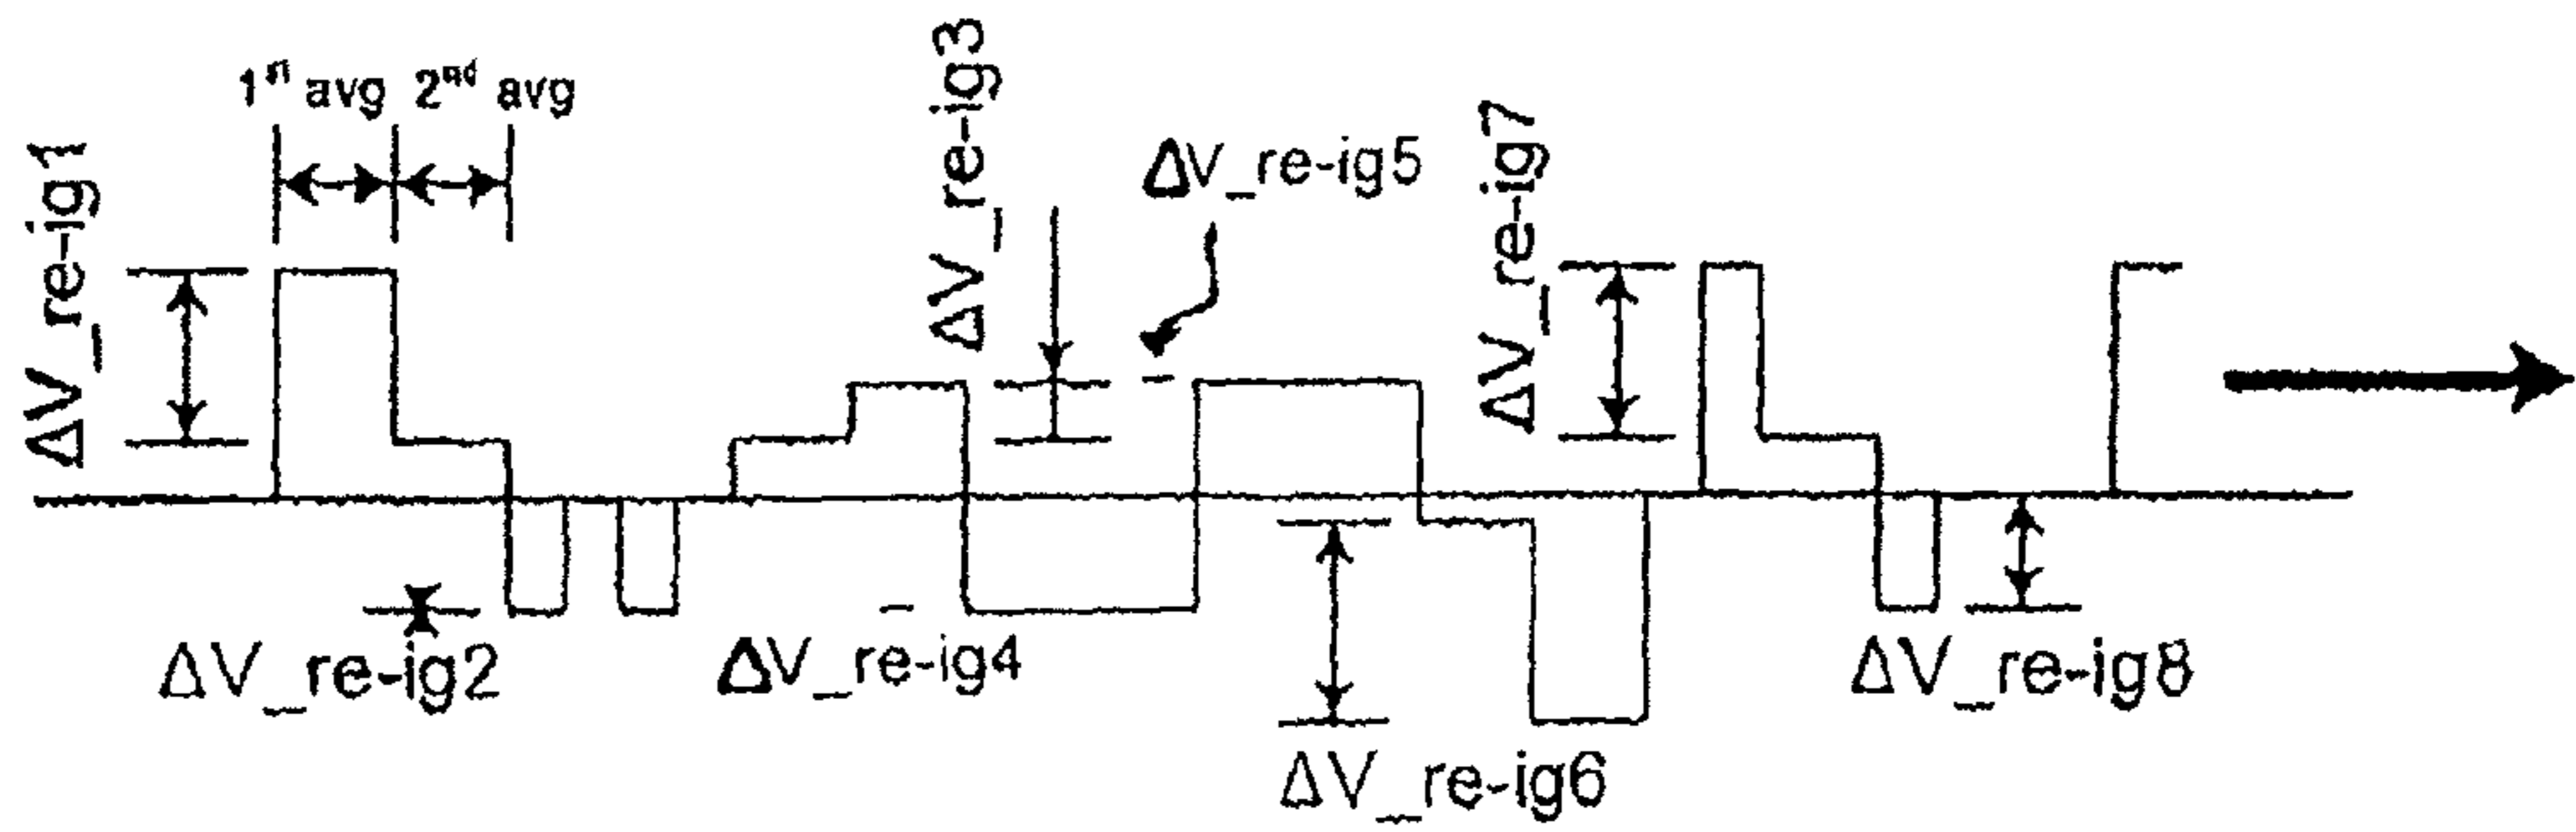 1st avg 2nd avg
ΔV_re-ig1
ΔV_re-ig2
ΔV_re-ig3
ΔV_re-ig4
ΔV_re-ig5
ΔV_re-ig6
ΔV_re-ig7
ΔV_re-ig8